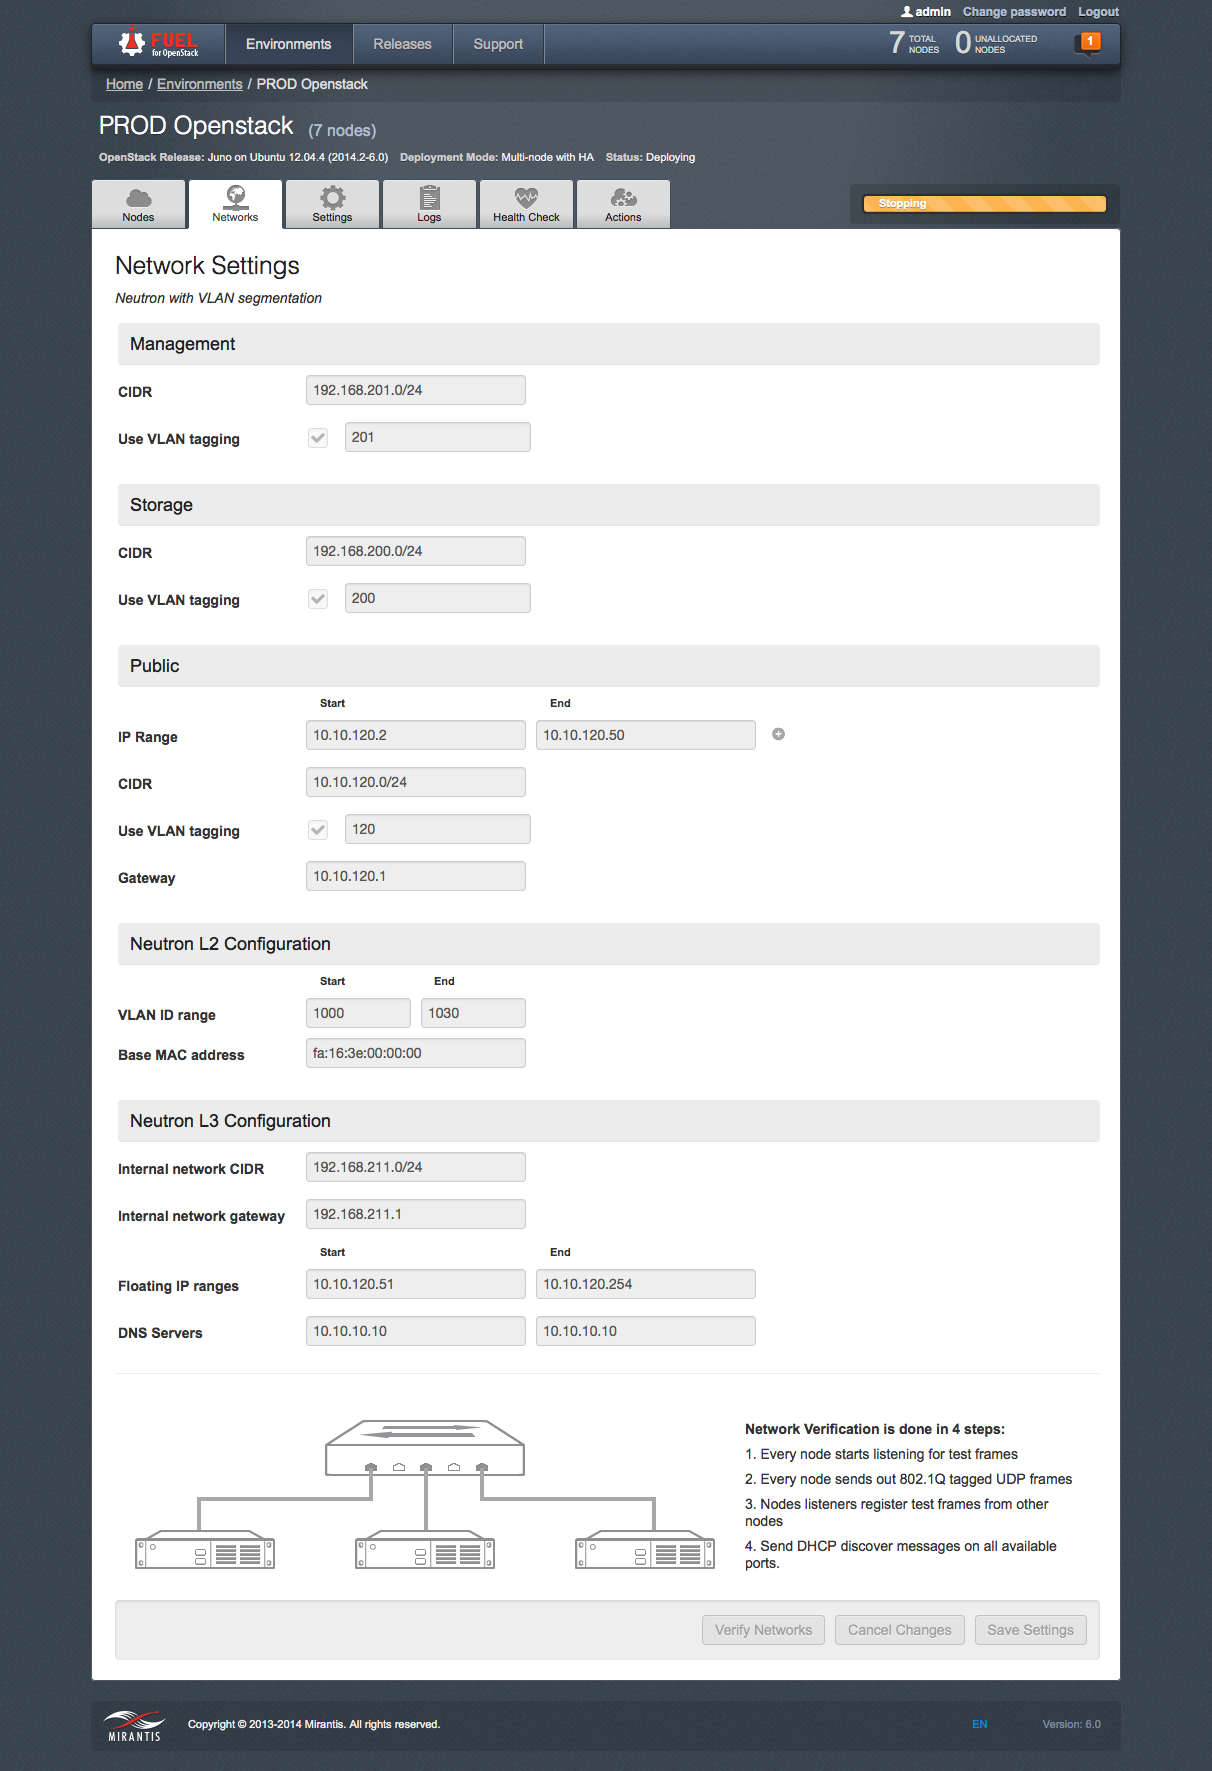 admin Change password Logout
FUEL for OpenStack Environments Releases Support 7 TOTAL NODES 0 UNALLOCATED NODES 1
Home / Environments / PROD Openstack
PROD Openstack (7 nodes)
OpenStack Release: Juno on Ubuntu 12.04.4 (2014.2-6.0) Deployment Mode: Multi-node with HA Status: Deploying
Nodes Networks Settings Logs Health Check Actions Stopping
Network Settings
Neutron with VLAN segmentation
Management
CIDR 192.168.201.0/24
Use VLAN tagging 201
Storage
CIDR 192.168.200.0/24
Use VLAN tagging 200
Public
Start End
IP Range 10.10.120.2 10.10.120.50
CIDR 10.10.120.0/24
Use VLAN tagging 120
Gateway 10.10.120.1
Neutron L2 Configuration
Start End
VLAN ID range 1000 1030
Base MAC address fa:16:3e:00:00:00
Neutron L3 Configuration
Internal network CIDR 192.168.211.0/24
Internal network gateway 192.168.211.1
Start End
Floating IP ranges 10.10.120.51 10.10.120.254
DNS Servers 10.10.10.10 10.10.10.10
Network Verification is done in 4 steps:
1. Every node starts listening for test frames
2. Every node sends out 802.1Q tagged UDP frames
3. Nodes listeners register test frames from other
nodes
4. Send DHCP discover messages on all available
ports.
Verify Networks Cancel Changes Save Settings
MIRANTIS Copyright © 2013-2014 Mirantis. All rights reserved. EN Version: 6.0